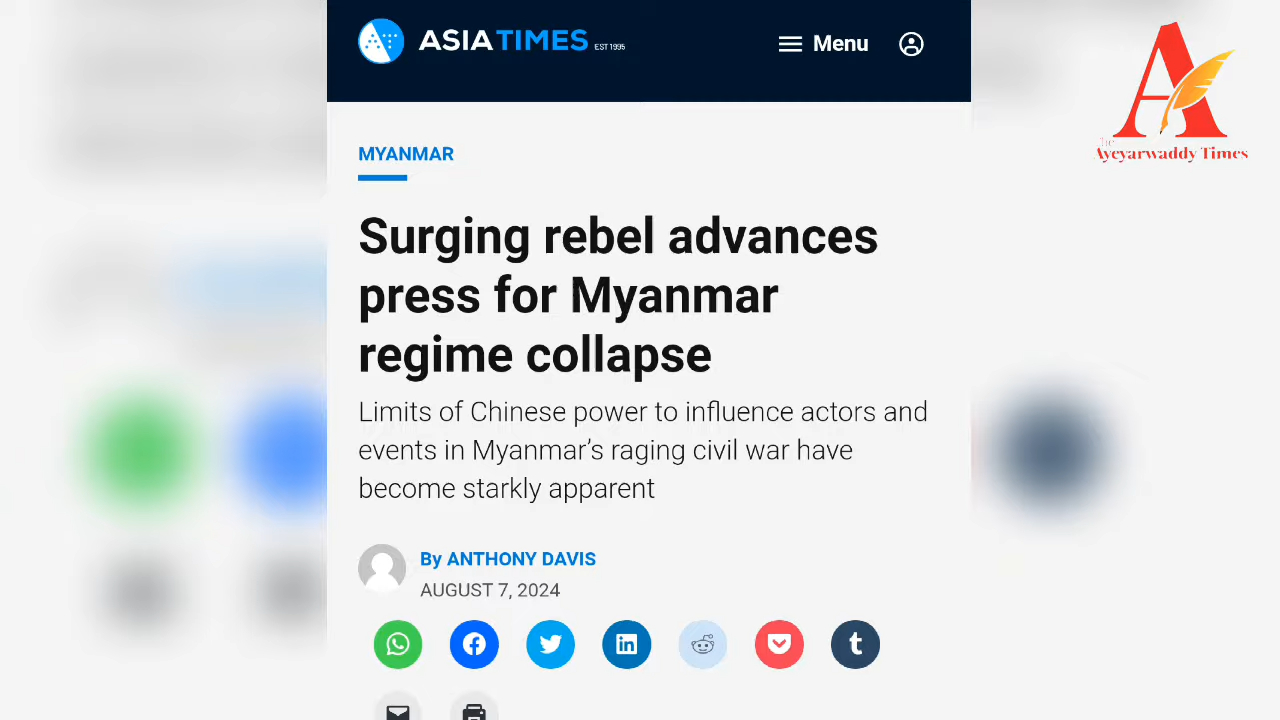 ASIA TIMES EST 1995
Menu
The
Ayeyarwaddy Times
MYANMAR
Surging rebel advances
press for Myanmar
regime collapse
Limits of Chinese power to influence actors and
events in Myanmar’s raging civil war have
become starkly apparent
By ANTHONY DAVIS
AUGUST 7, 2024